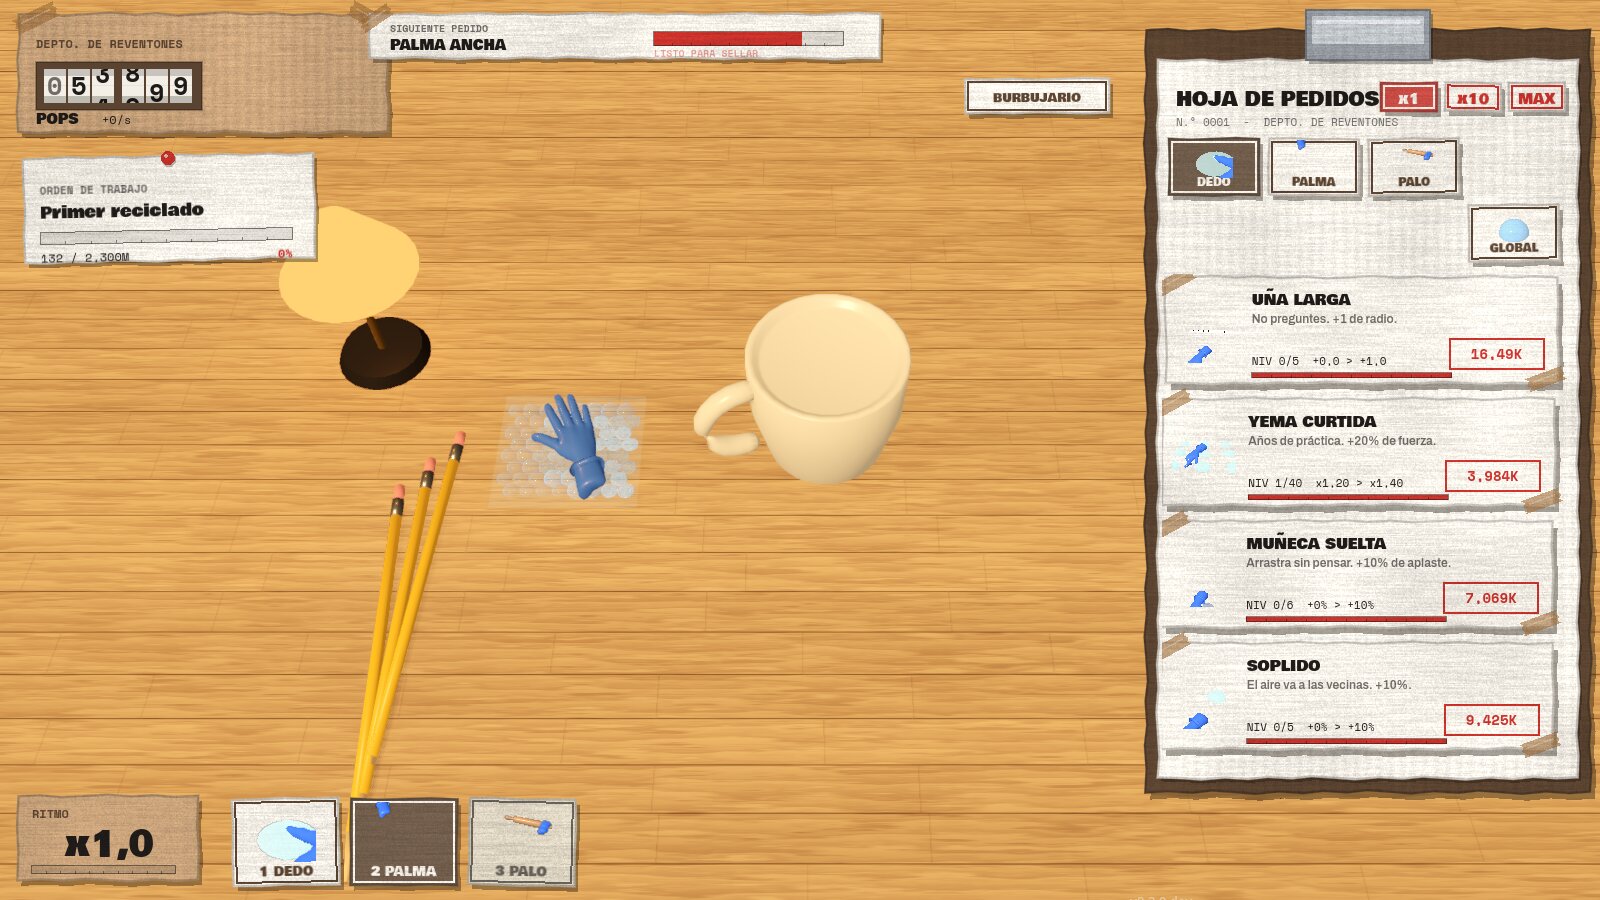 DEPTO. DE REVENTONES
POPS +0/s
SIGUIENTE PEDIDO
PALMA ANCHA
LISTO PARA SELLAR
ORDEN DE TRABAJO
Primer reciclado
132 / 2,300M 0%
BURBUJARIO
HOJA DE PEDIDOS x1 x10 MAX
N.° 0001 - DEPTO. DE REVENTONES
DEDO PALMA PALO
GLOBAL
UÑA LARGA
No preguntes. +1 de radio.
NIV 0/5 +0,0 > +1,0 16,49K
YEMA CURTIDA
Años de práctica. +20% de fuerza.
NIV 1/40 x1,20 > x1,40 3,984K
MUÑECA SUELTA
Arrastra sin pensar. +10% de aplaste.
NIV 0/6 +0% > +10% 7,069K
SOPLIDO
El aire va a las vecinas. +10%.
NIV 0/5 +0% > +10% 9,425K
RITMO
x1,0
1 DEDO 2 PALMA 3 PALO